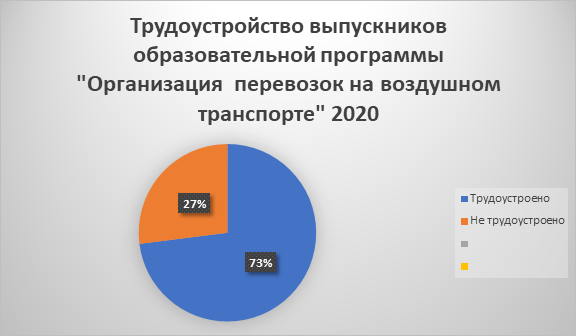 Трудоустройство выпускников
образовательной программы
"Организация  перевозок на воздушном
транспорте" 2020
27%
73%
Трудоустроено
Не трудоустроено